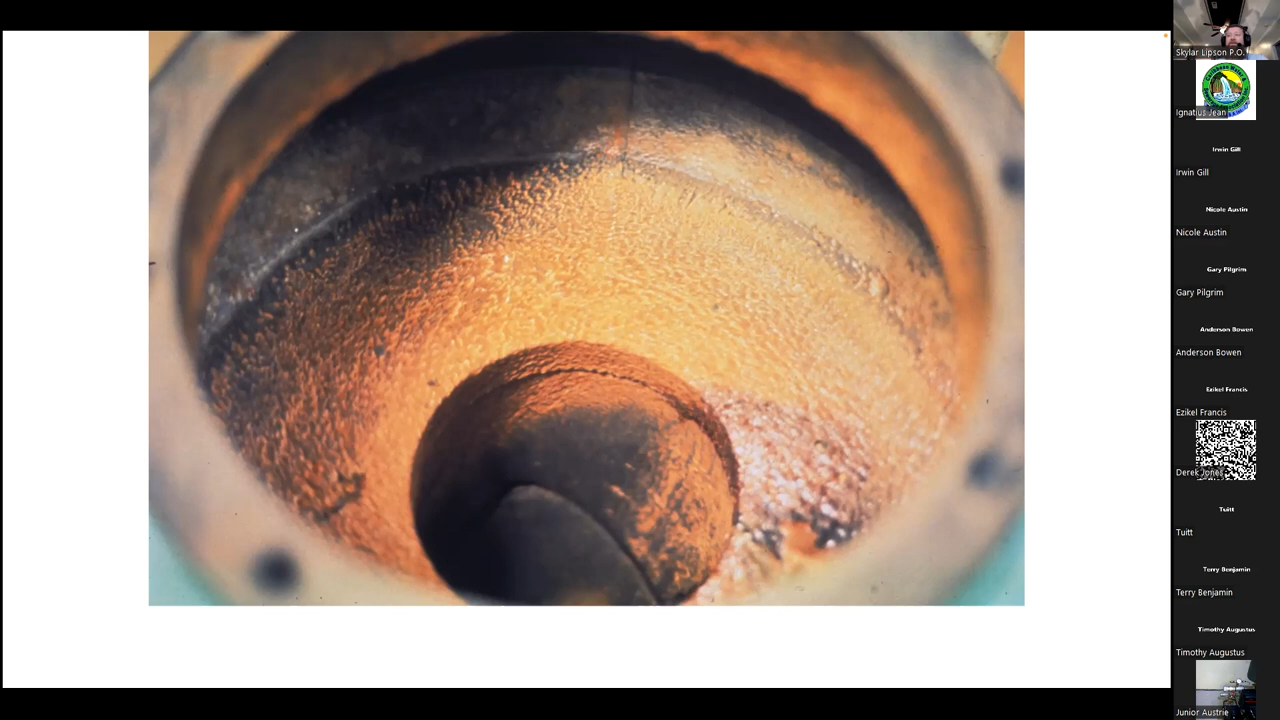 Skylar Lipson P.O.
Ignatius Jean
Irwin Gill
Irwin Gill
Nicole Austin
Nicole Austin
Gary Pilgrim
Gary Pilgrim
Anderson Bowen
Anderson Bowen
Ezikel Francis
Ezikel Francis
Derek Jones
Tuitt
Tuitt
Terry Benjamin
Terry Benjamin
Timothy Augustus
Timothy Augustus
Junior Austrie